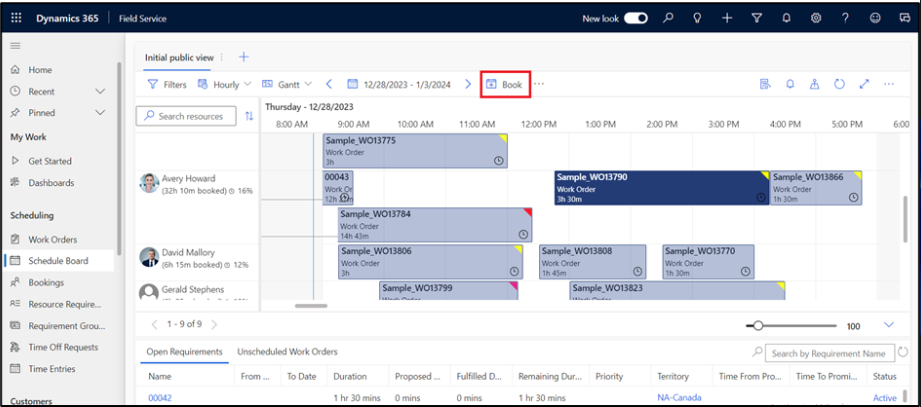 Dynamics 365 Field Service New look
Initial public view
Filters Hourly Gantt 12/28/2023 - 1/3/2024 Book
Search resources
Thursday - 12/28/2023
8:00 AM 9:00 AM 10:00 AM 11:00 AM 12:00 PM 1:00 PM 2:00 PM 3:00 PM 4:00 PM 5:00 PM 6:00
Home
Recent
Pinned
My Work
Get Started
Dashboards
Scheduling
Work Orders
Schedule Board
Bookings
Resource Require...
Requirement Grou...
Time Off Requests
Time Entries
Customers
Sample_WO13775
Work Order
3h
Avery Howard
(32h 10m booked) 16%
00043
Work Or
12h
Sample_WO13790
Work Order
3h 30m
Sample_WO13866
Work Order
1h 30m
Sample_WO13784
Work Order
14h 43m
David Mallory
(6h 15m booked) 12%
Sample_WO13806
Work Order
3h
Sample_WO13808
Work Order
1h 45m
Sample_WO13770
Work Order
1h 30m
Gerald Stephens
Sample_WO13799
Sample_WO13823
1 - 9 of 9
100
Open Requirements Unscheduled Work Orders
Search by Requirement Name
Name From ... To Date Duration Proposed ... Fulfilled D... Remaining Dur... Priority Territory Time From Pro... Time To Promi... Status
00042 1 hr 30 mins 0 mins 0 mins 1 hr 30 mins NA-Canada Active